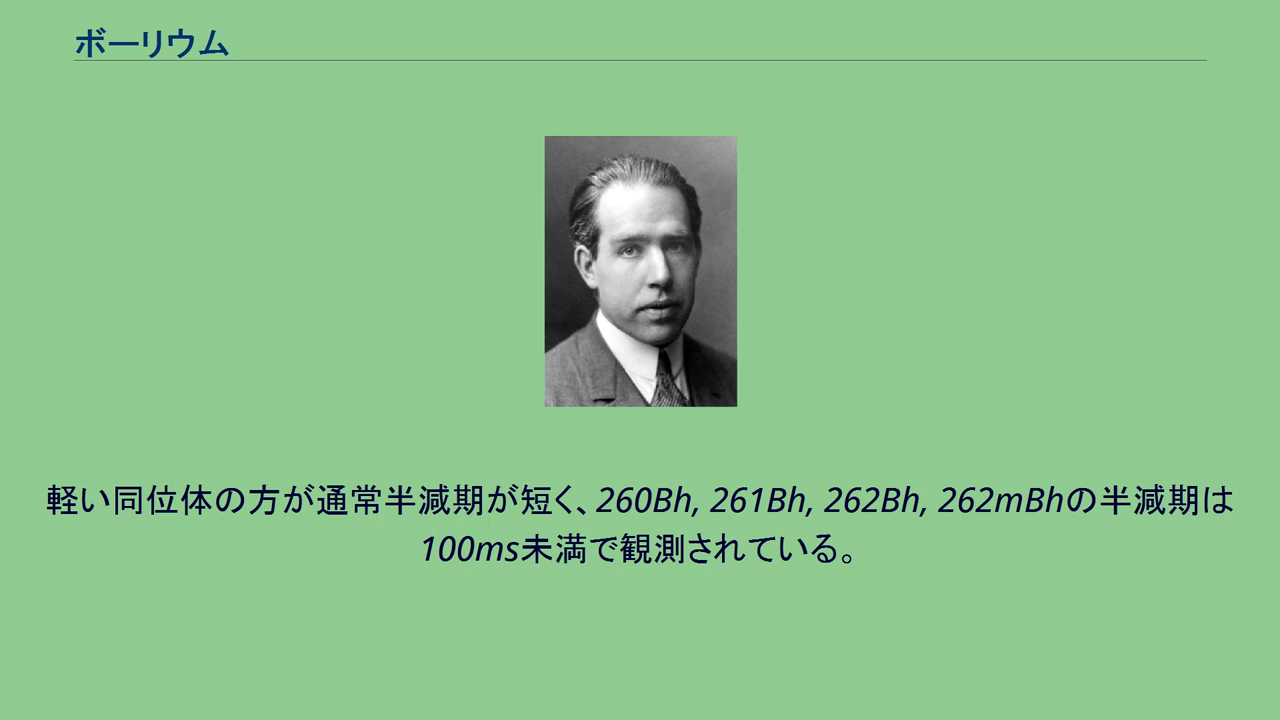 ボーリウム
軽い同位体の方が通常半減期が短く、260Bh, 261Bh, 262Bh, 262mBhの半減期は
100ms未満で観測されている。